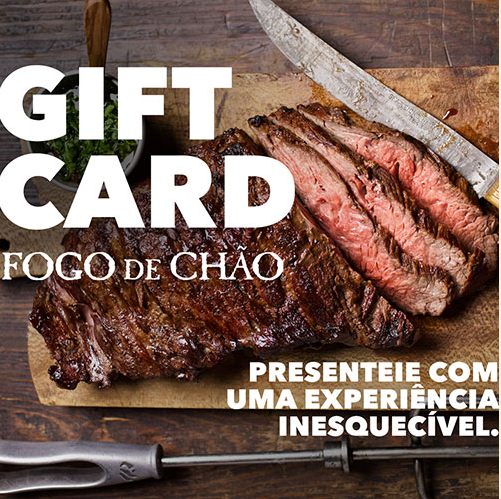 GIFT
CARD
FOGO DE CHÃO
PRESENTEIE COM
UMA EXPERIÊNCIA
INESQUECÍVEL.